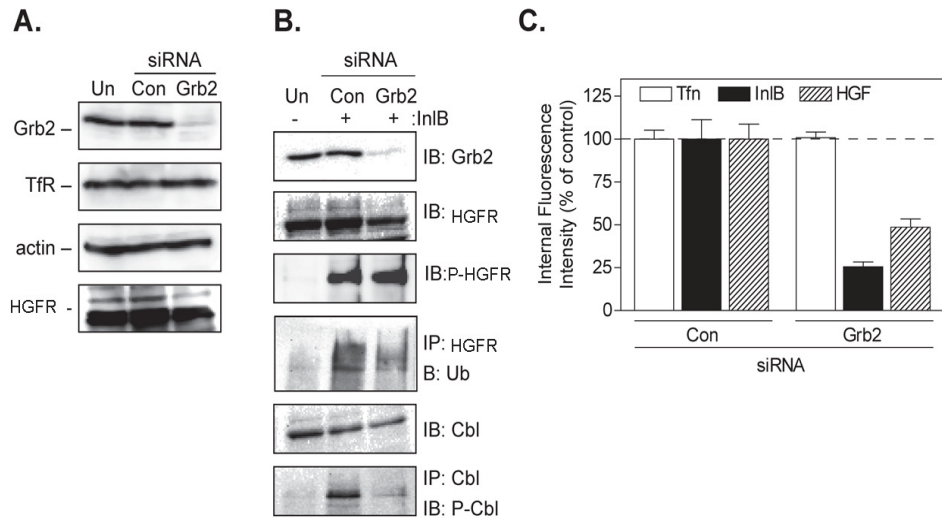 A.
siRNA
Un Con Grb2
Grb2 –
TfR –
actin –
HGFR -
B.
siRNA
Un Con Grb2
- + + :InlB
IB: Grb2
IB: HGFR
IB:P-HGFR
IP: HGFR
B: Ub
IB: Cbl
IP: Cbl
IB: P-Cbl
C.
Internal Fluorescence
Intensity (% of control)
125
100
75
50
25
0
Tfn InlB HGF
Con Grb2
siRNA